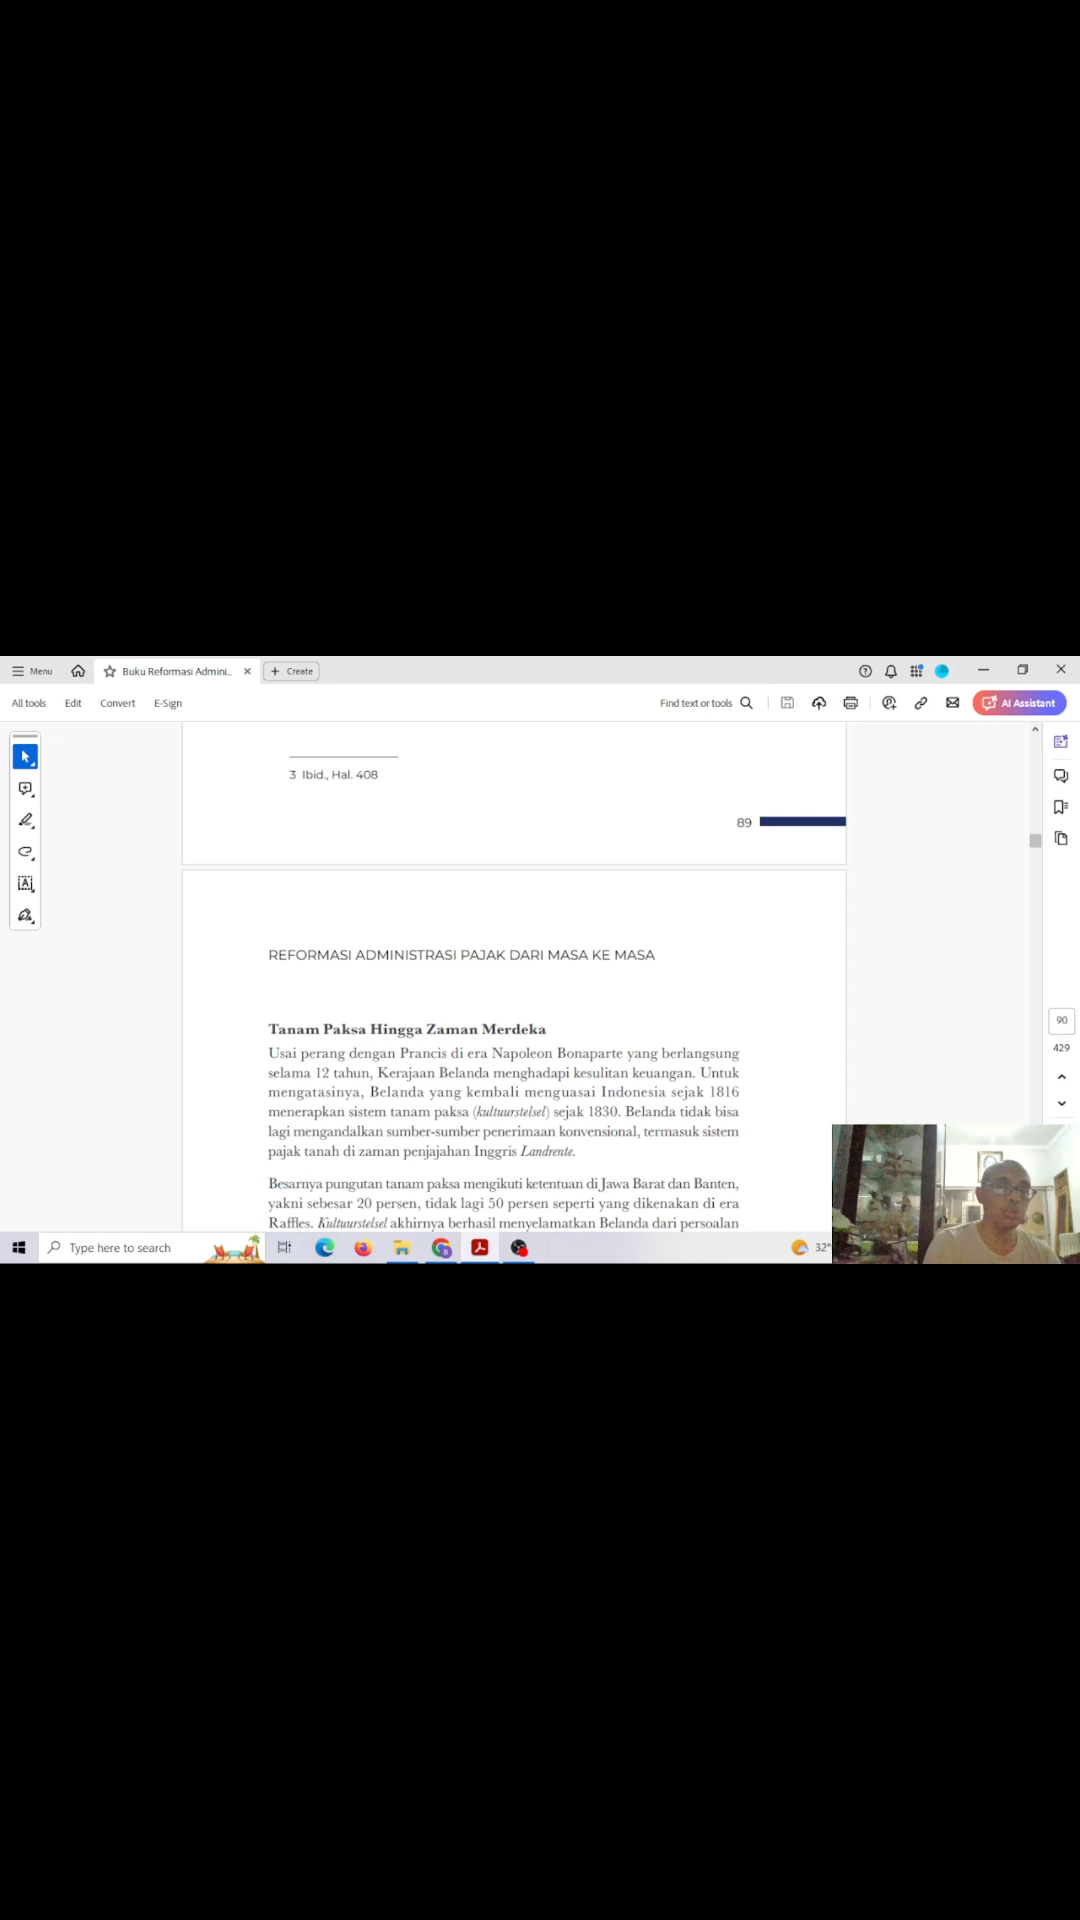 Menu
Buku Reformasi Admini...
Create
All tools
Edit
Convert
E-Sign
Find text or tools
AI Assistant
3 Ibid., Hal. 408
89
REFORMASI ADMINISTRASI PAJAK DARI MASA KE MASA
Tanam Paksa Hingga Zaman Merdeka
Usai perang dengan Prancis di era Napoleon Bonaparte yang berlangsung
selama 12 tahun, Kerajaan Belanda menghadapi kesulitan keuangan. Untuk
mengatasinya, Belanda yang kembali menguasai Indonesia sejak 1816
menerapkan sistem tanam paksa (kultuurstelsel) sejak 1830. Belanda tidak bisa
lagi mengandalkan sumber-sumber penerimaan konvensional, termasuk sistem
pajak tanah di zaman penjajahan Inggris Landrente.
Besarnya pungutan tanam paksa mengikuti ketentuan di Jawa Barat dan Banten,
yakni sebesar 20 persen, tidak lagi 50 persen seperti yang dikenakan di era
Raffles. Kultuurstelsel akhirnya berhasil menyelamatkan Belanda dari persoalan
90
429
Type here to search
32°